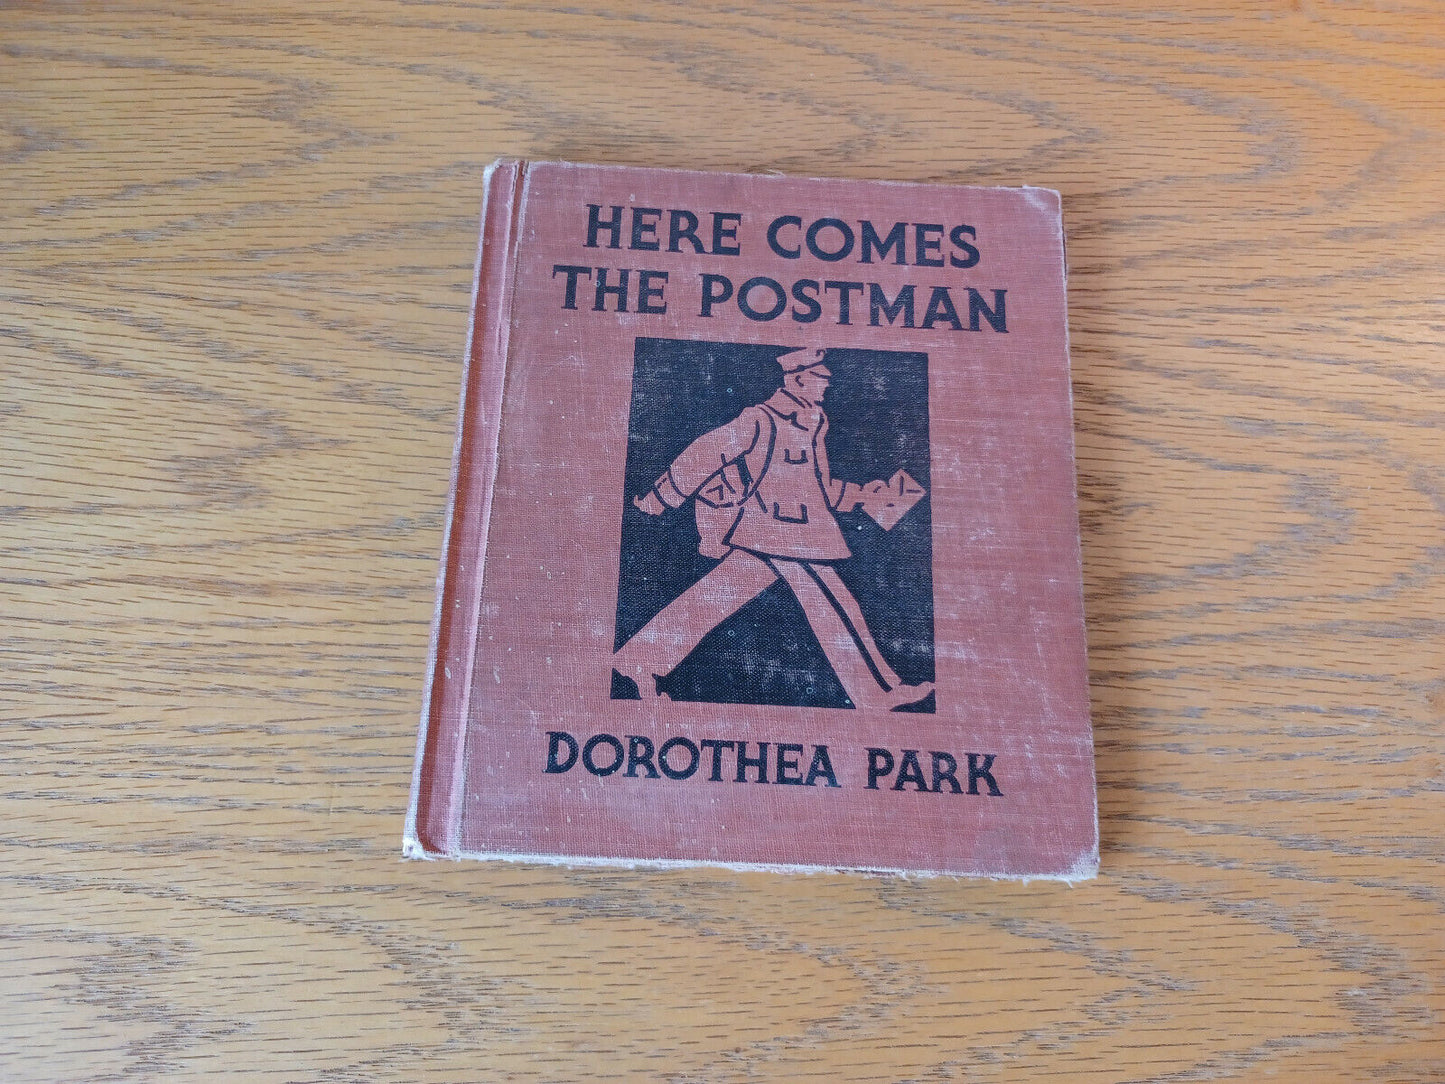 HERE COMES
THE POSTMAN
DOROTHEA PARK